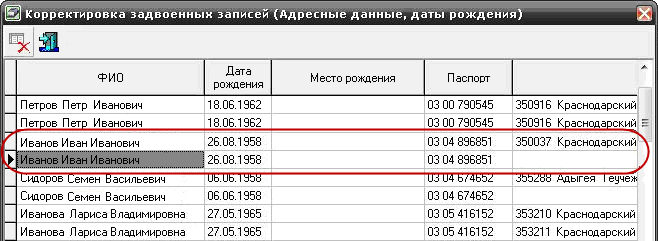 Корректировка задвоенных записей (Адресные данные, даты рождения)
ФИО Дата рождения Место рождения Паспорт
Петров Петр Иванович 18.06.1962 03 00 790545 350916 Краснодарский
Петров Петр Иванович 18.06.1962 03 00 790545 350916 Краснодарский
Иванов Иван Иванович 26.08.1958 03 04 896851 350037 Краснодарский
Иванов Иван Иванович 26.08.1958 03 04 896851
Сидоров Семен Васильевич 06.06.1958 03 04 674652 355288 Адыгея Теучеж
Сидоров Семен Васильевич 06.06.1958 03 04 674652
Иванова Лариса Владимировна 27.05.1965 03 05 416152 353210 Краснодарский
Иванова Лариса Владимировна 27.05.1965 03 05 416152 353211 Краснодарский